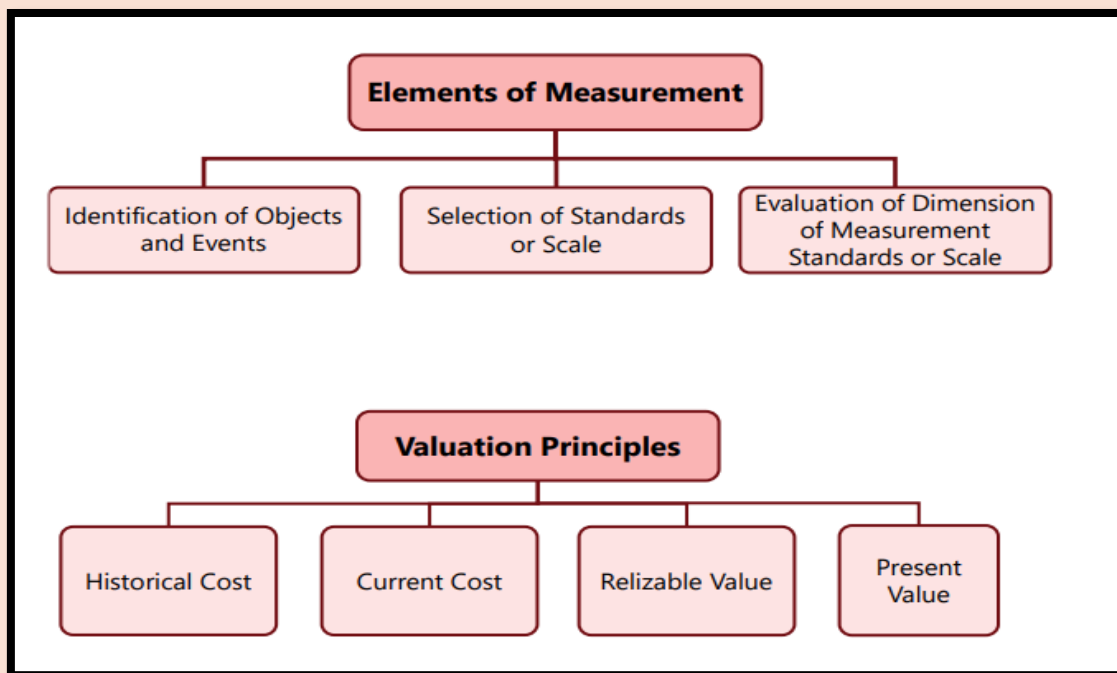 Elements of Measurement
Identification of Objects
and Events
Selection of Standards
or Scale
Evaluation of Dimension
of Measurement
Standards or Scale
Valuation Principles
Historical Cost
Current Cost
Relizable Value
Present
Value